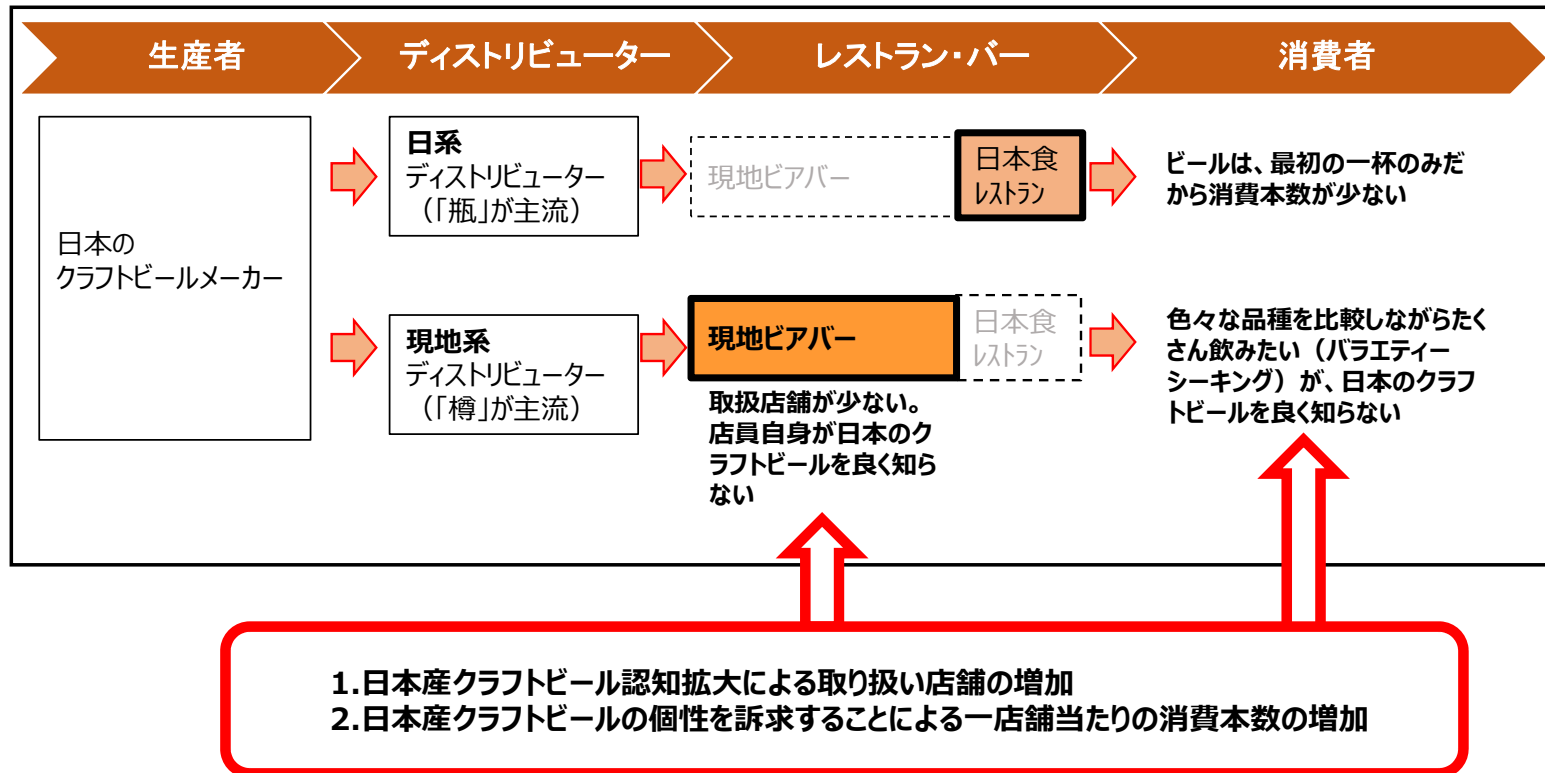 生産者
ディストリビューター
レストラン・バー
消費者
日本の
クラフトビールメーカー
日系
ディストリビューター
（「瓶」が主流）
現地ビアバー
日本食
レストラン
ビールは、最初の一杯のみだ
から消費本数が少ない
現地系
ディストリビューター
（「樽」が主流）
現地ビアバー
日本食
レストラン
取扱店舗が少ない。
店員自身が日本のク
ラフトビールを良く知ら
ない
色々な品種を比較しながらたく
さん飲みたい（バラエティー
シーキング）が、日本のクラフ
トビールを良く知らない
1.日本産クラフトビール認知拡大による取り扱い店舗の増加
2.日本産クラフトビールの個性を訴求することによる一店舗当たりの消費本数の増加